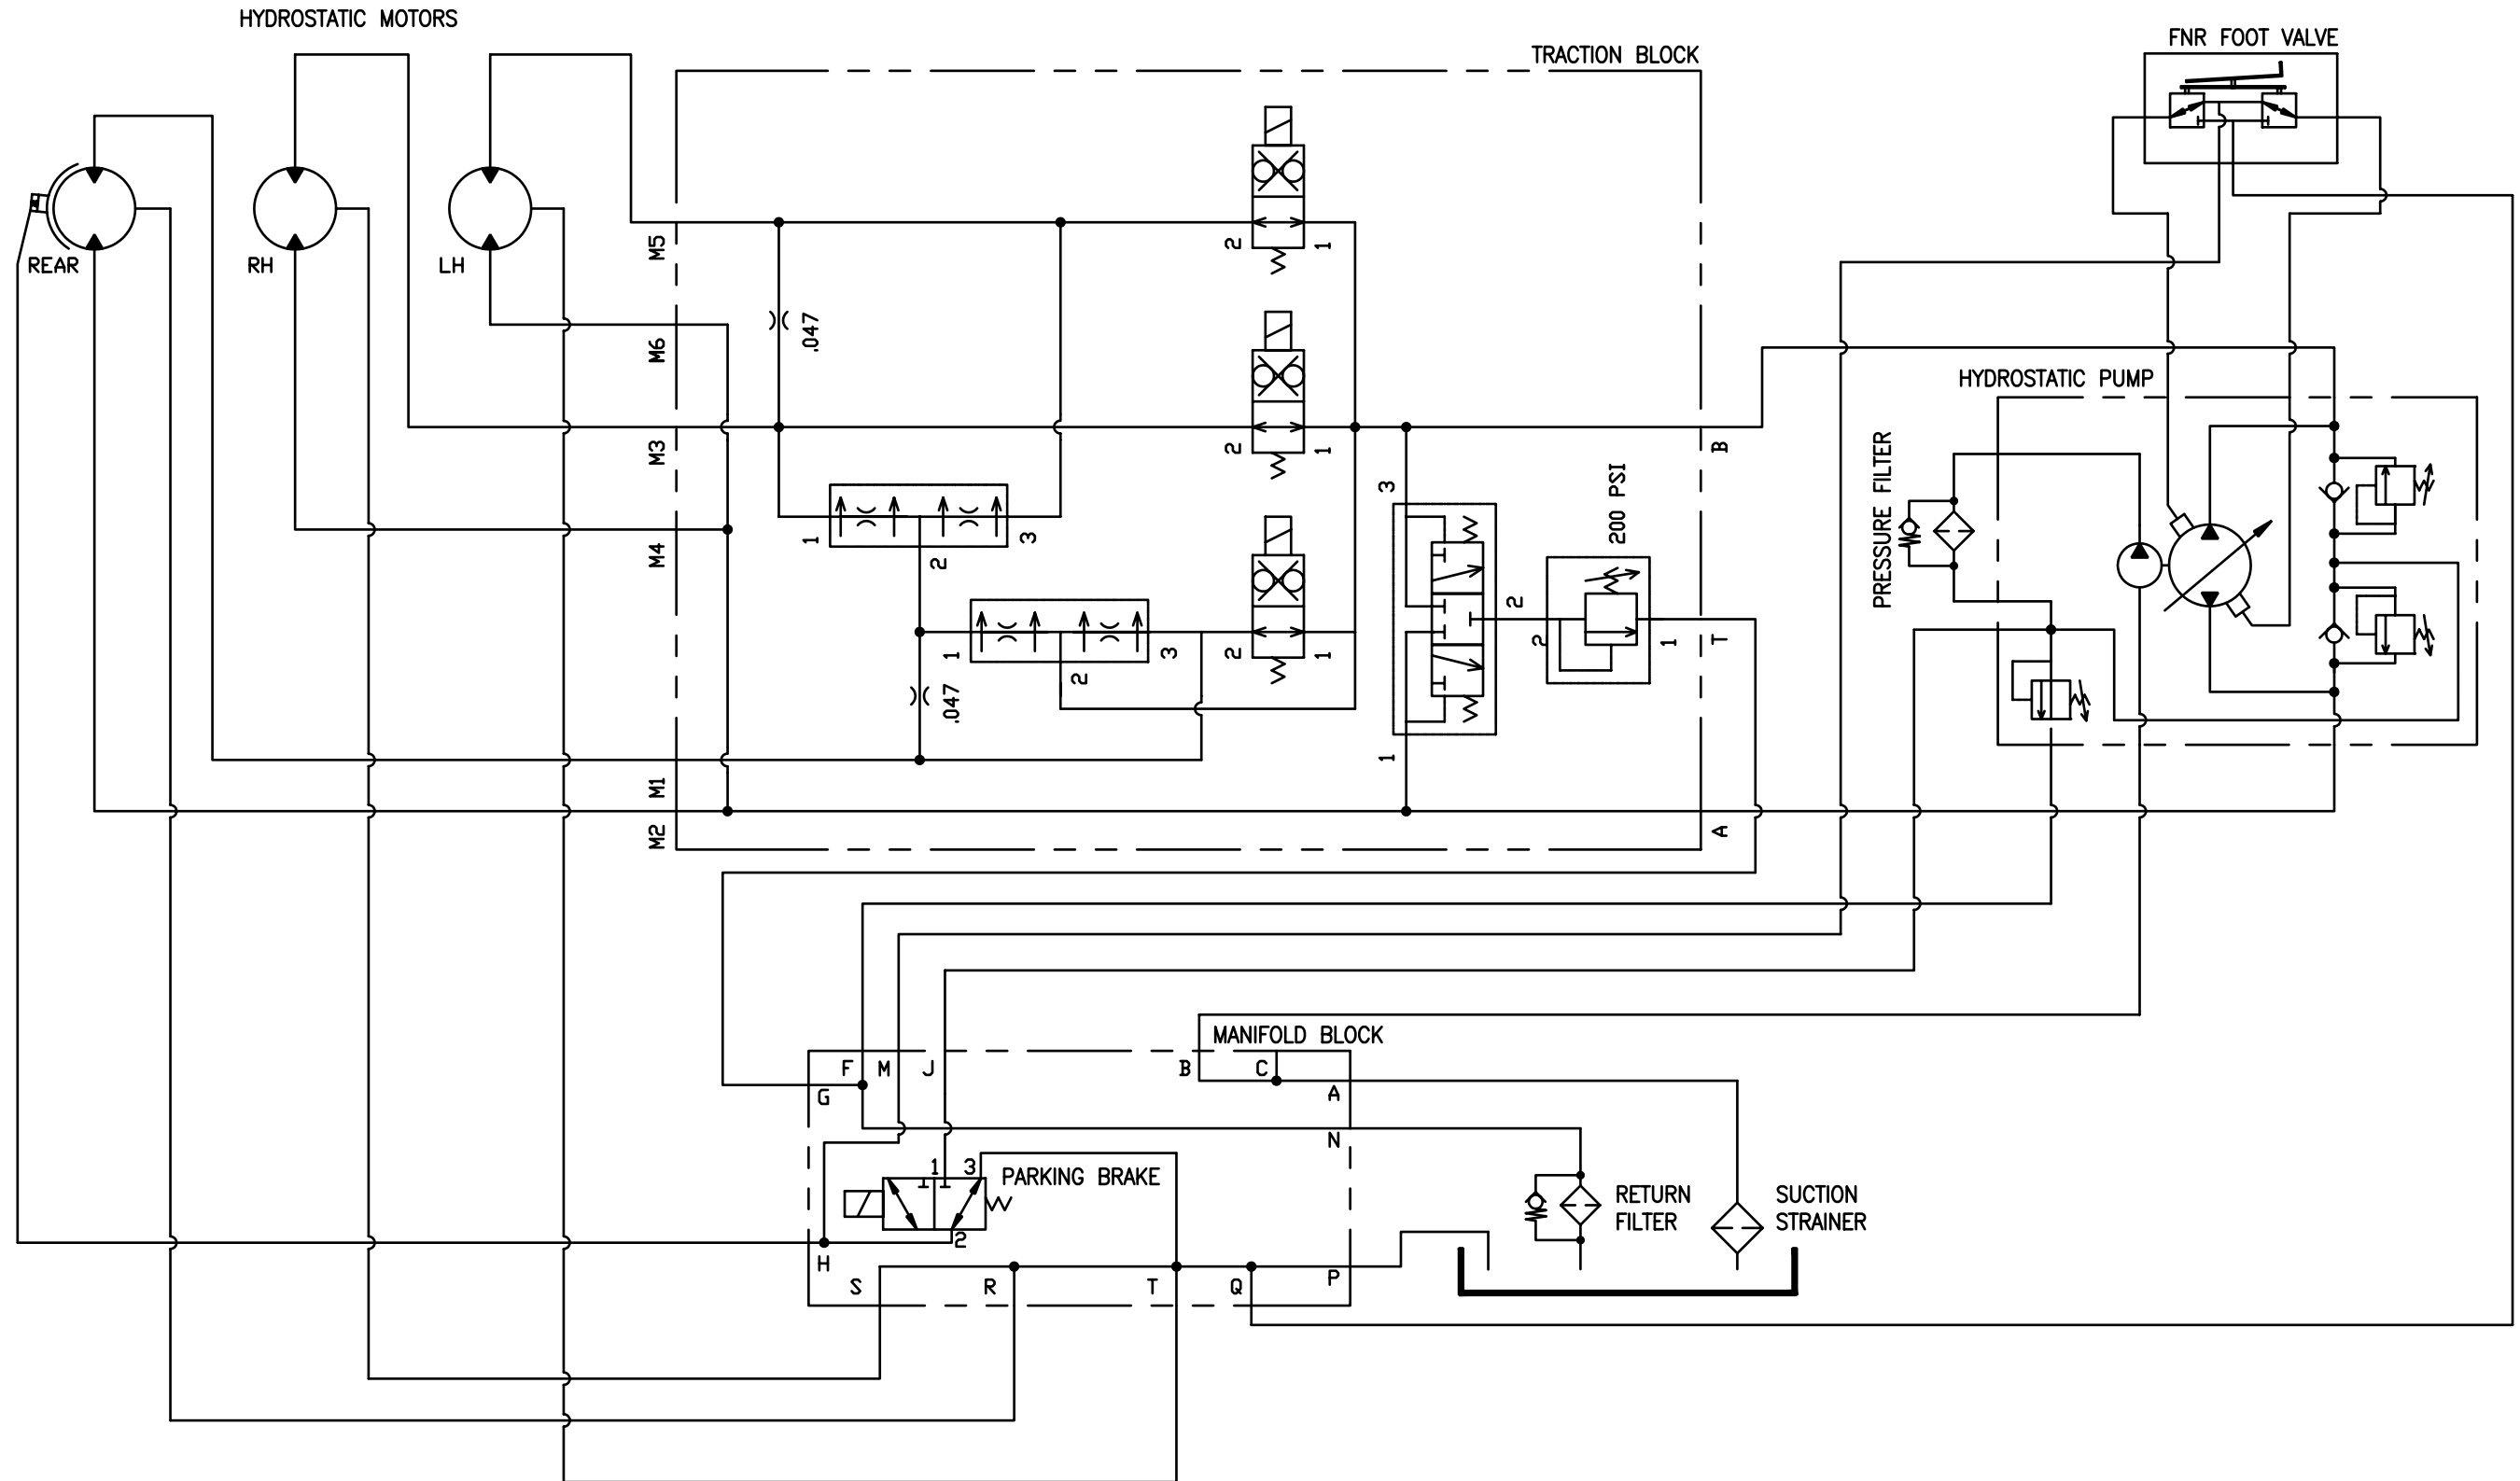 HYDROSTATIC MOTORS
FNR FOOT VALVE
TRACTION BLOCK
REAR
RH
LH
M5
2
1
.047
M6
HYDROSTATIC PUMP
M3
2
1
B
PRESSURE FILTER
3
200 PSI
M4
1
2
3
1
2
3
2
1
2
2
1
T
.047
1
M1
M2
A
MANIFOLD BLOCK
F
M
J
B
C
G
A
N
1
3
PARKING BRAKE
2
RETURN
FILTER
SUCTION
STRAINER
H
S
R
T
Q
P